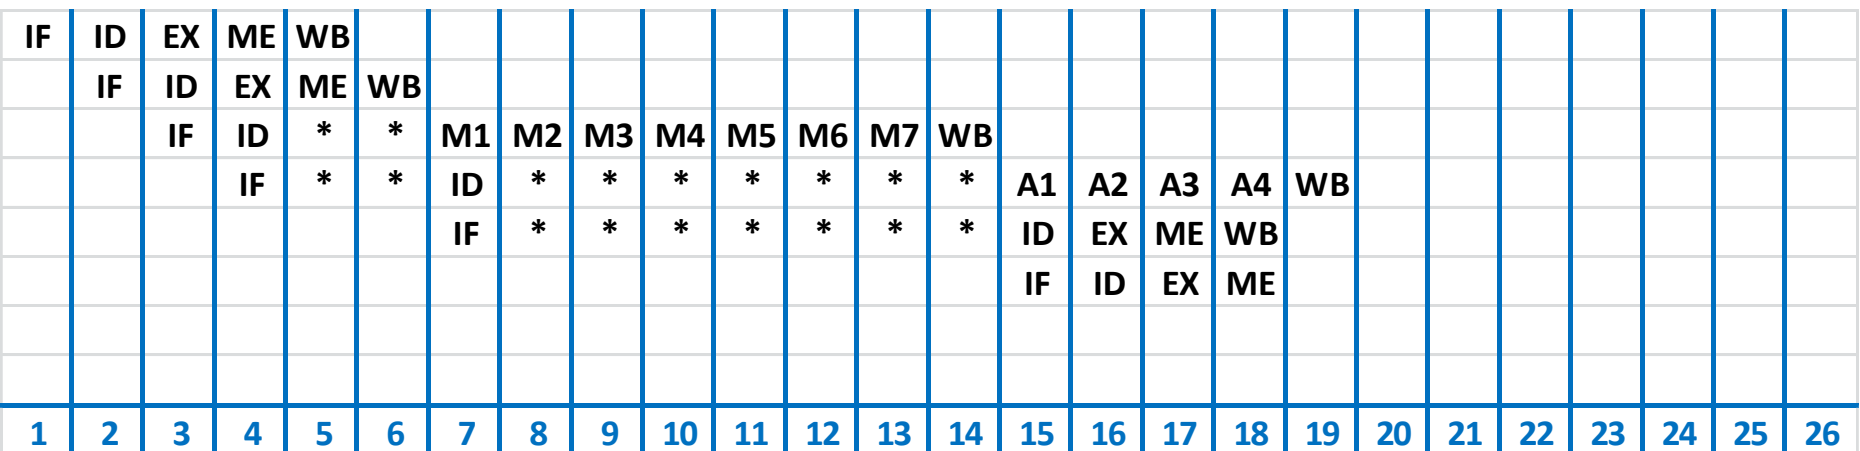 IF ID EX ME WB
IF ID EX ME WB
IF ID * * M1 M2 M3 M4 M5 M6 M7 WB
IF * * ID * * * * * * * A1 A2 A3 A4 WB
IF * * * * * * * ID EX ME WB
IF ID EX ME
1 2 3 4 5 6 7 8 9 10 11 12 13 14 15 16 17 18 19 20 21 22 23 24 25 26